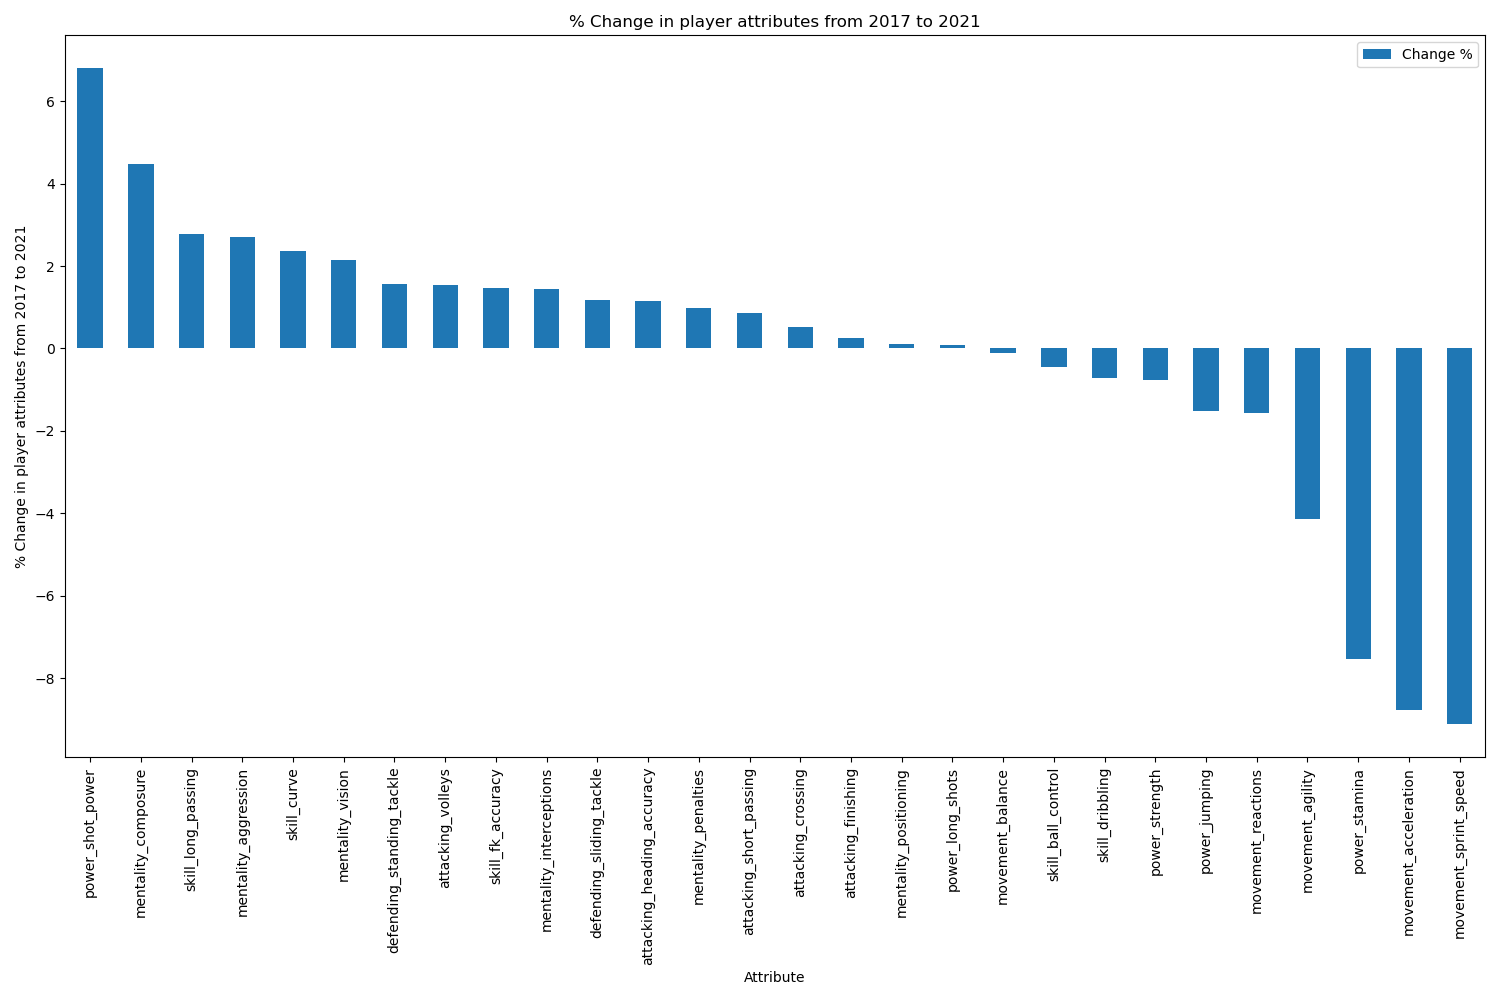 % Change in player attributes from 2017 to 2021
Change %
% Change in player attributes from 2017 to 2021
6
4
2
0
−2
−4
−6
−8
power_shot_power
mentality_composure
skill_long_passing
mentality_aggression
skill_curve
mentality_vision
defending_standing_tackle
attacking_volleys
skill_fk_accuracy
mentality_interceptions
defending_sliding_tackle
attacking_heading_accuracy
mentality_penalties
attacking_short_passing
attacking_crossing
attacking_finishing
mentality_positioning
power_long_shots
movement_balance
skill_ball_control
skill_dribbling
power_strength
power_jumping
movement_reactions
movement_agility
power_stamina
movement_acceleration
movement_sprint_speed
Attribute